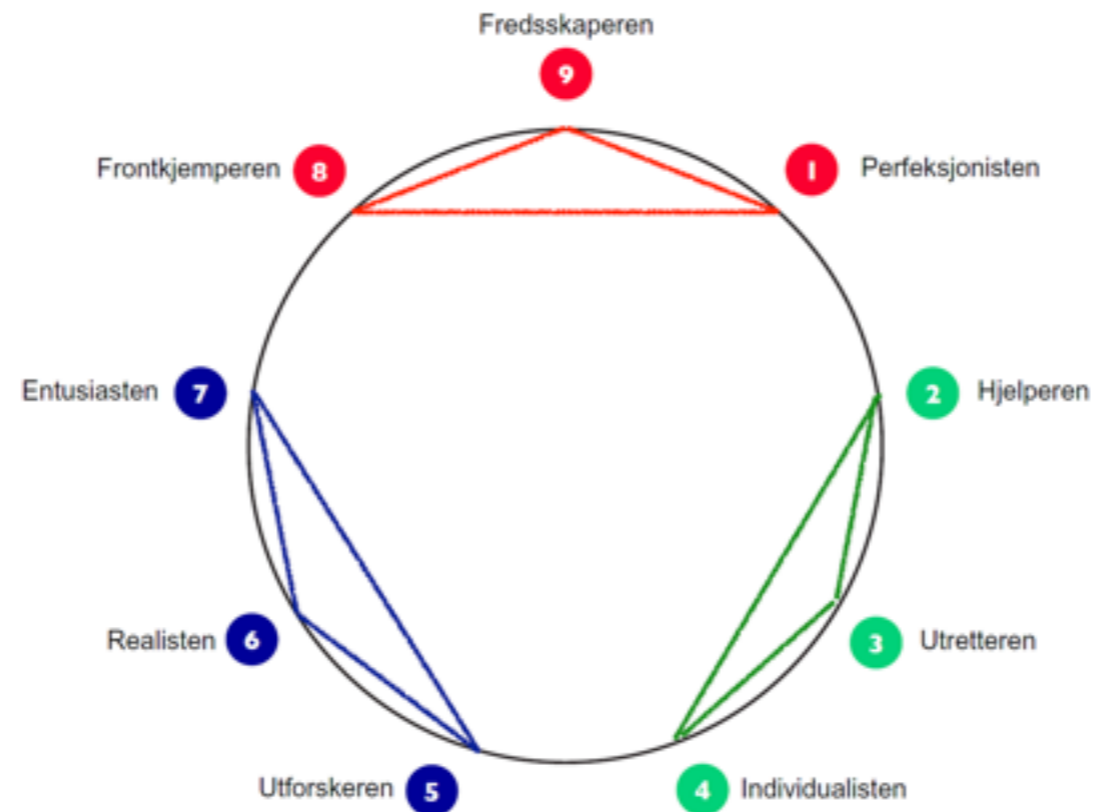 Fredsskaperen
9
Frontkjemperen 8
1 Perfeksjonisten
Entusiasten 7
2 Hjelperen
Realisten 6
3 Utretteren
Utforskeren 5
4 Individualisten